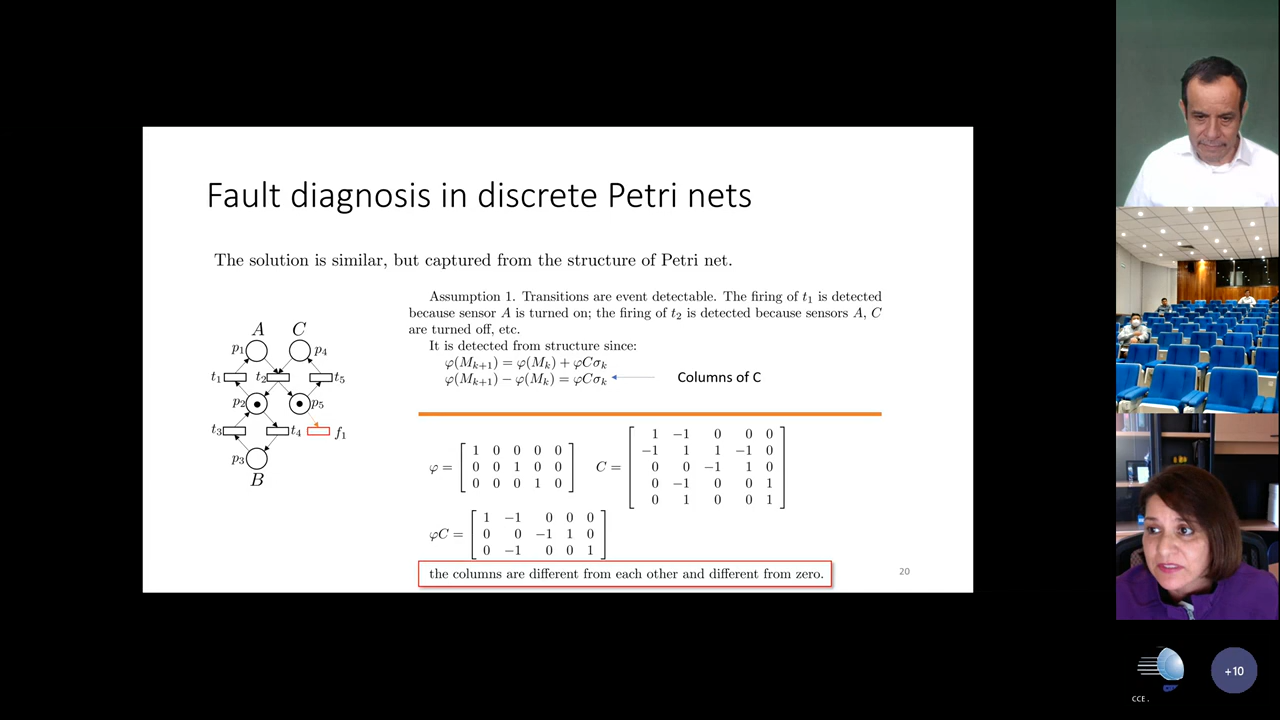 Fault diagnosis in discrete Petri nets
The solution is similar, but captured from the structure of Petri net.
Assumption 1. Transitions are event detectable. The firing of t₁ is detected
because sensor A is turned on; the firing of t₂ is detected because sensors A, C
are turned off, etc.
It is detected from structure since:
φ(Mₖ₊₁) = φ(Mₖ) + φCσₖ
φ(Mₖ₊₁) − φ(Mₖ) = φCσₖ
Columns of C
A C
p₁ p₄
t₁ t₂ t₅
p₂ p₅
t₃ t₄ f₁
p₃
B
φ =
1 0 0 0 0
0 0 1 0 0
0 0 0 1 0
C =
1 −1 0 0 0
−1 1 1 −1 0
0 0 −1 1 0
0 −1 0 0 1
0 1 0 0 1
φC =
1 −1 0 0 0
0 0 −1 1 0
0 −1 0 0 1
the columns are different from each other and different from zero.
20
CCE.
+10